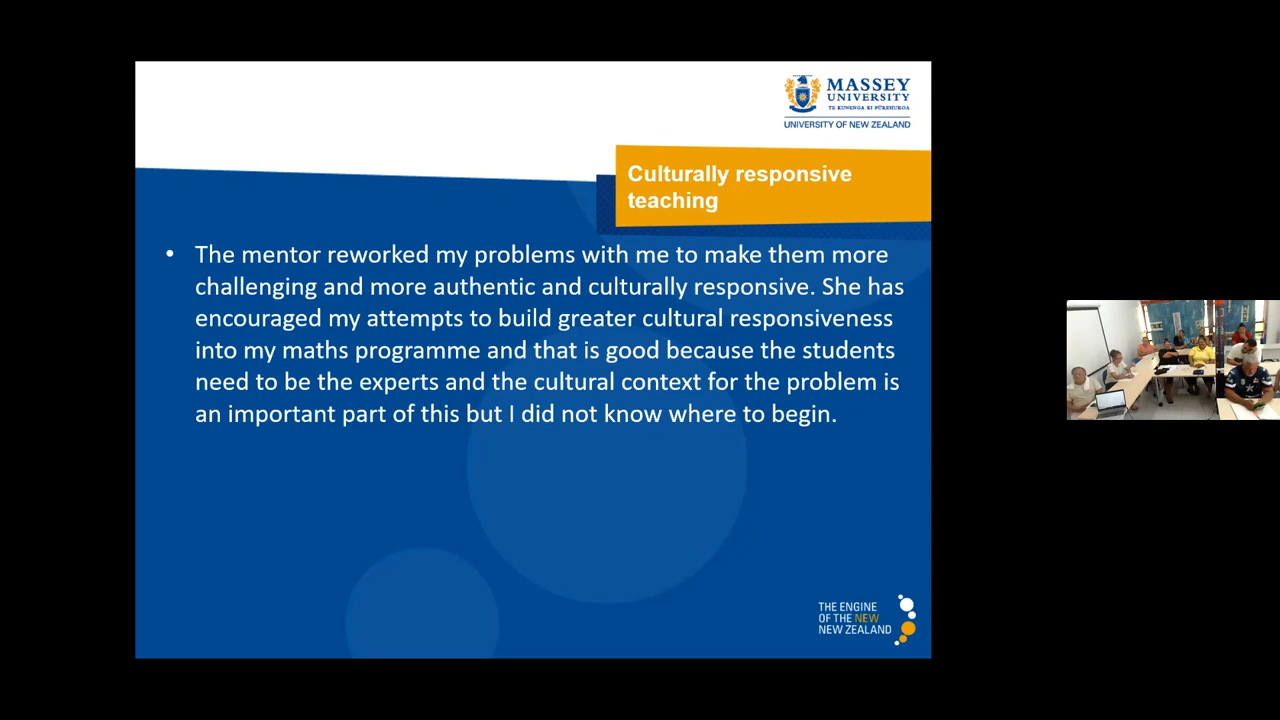 MASSEY
UNIVERSITY
TE KUNENGA KI PŪREHUROA
UNIVERSITY OF NEW ZEALAND
Culturally responsive
teaching
• The mentor reworked my problems with me to make them more
challenging and more authentic and culturally responsive. She has
encouraged my attempts to build greater cultural responsiveness
into my maths programme and that is good because the students
need to be the experts and the cultural context for the problem is
an important part of this but I did not know where to begin.
THE ENGINE
OF THE NEW
NEW ZEALAND